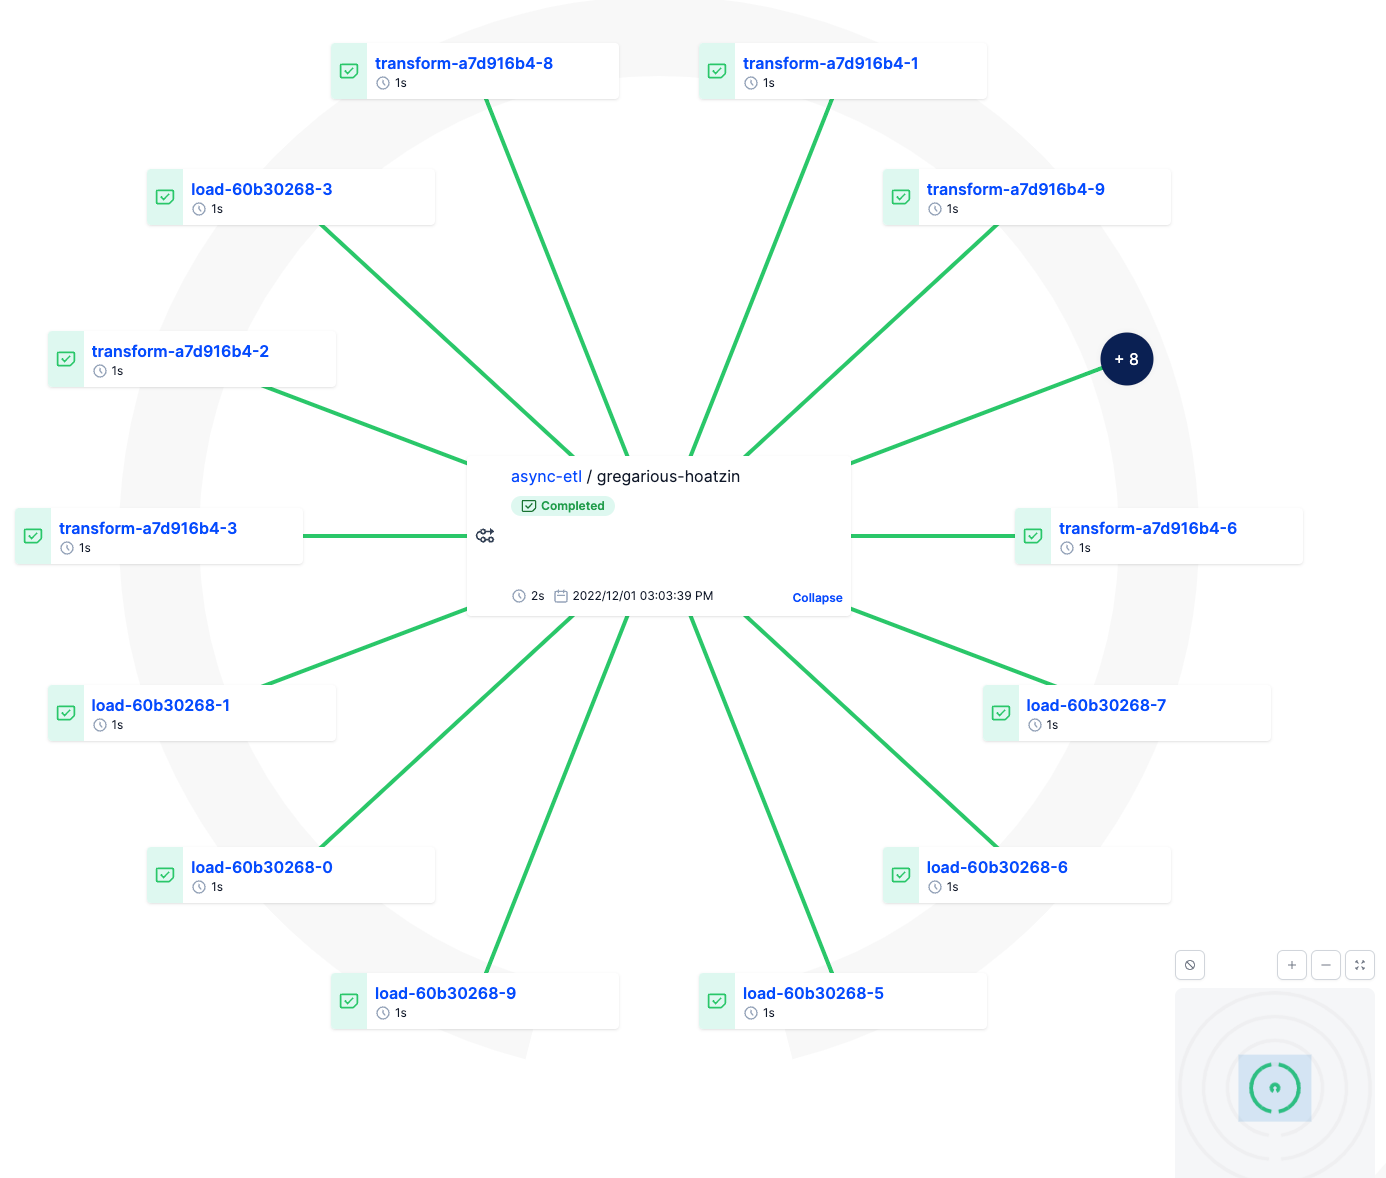 transform-a7d916b4-8
1s
transform-a7d916b4-1
1s
load-60b30268-3
1s
transform-a7d916b4-9
1s
transform-a7d916b4-2
1s
+ 8
async-etl / gregarious-hoatzin
Completed
transform-a7d916b4-3
1s
transform-a7d916b4-6
1s
2s 2022/12/01 03:03:39 PM Collapse
load-60b30268-1
1s
load-60b30268-7
1s
load-60b30268-0
1s
load-60b30268-6
1s
load-60b30268-9
1s
load-60b30268-5
1s